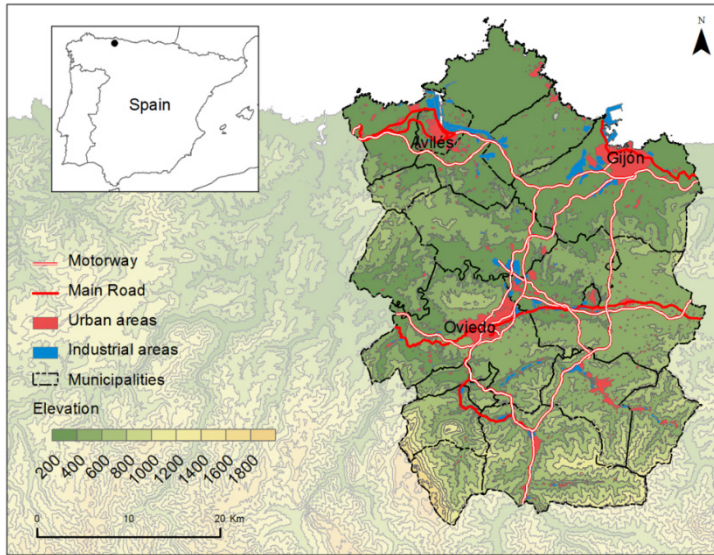 N
Spain
Avilés
Gijón
Oviedo
Motorway
Main Road
Urban areas
Industrial areas
Municipalities
Elevation
200 400 600 800 1000 1200 1400 1600 1800
0 10 20 Km